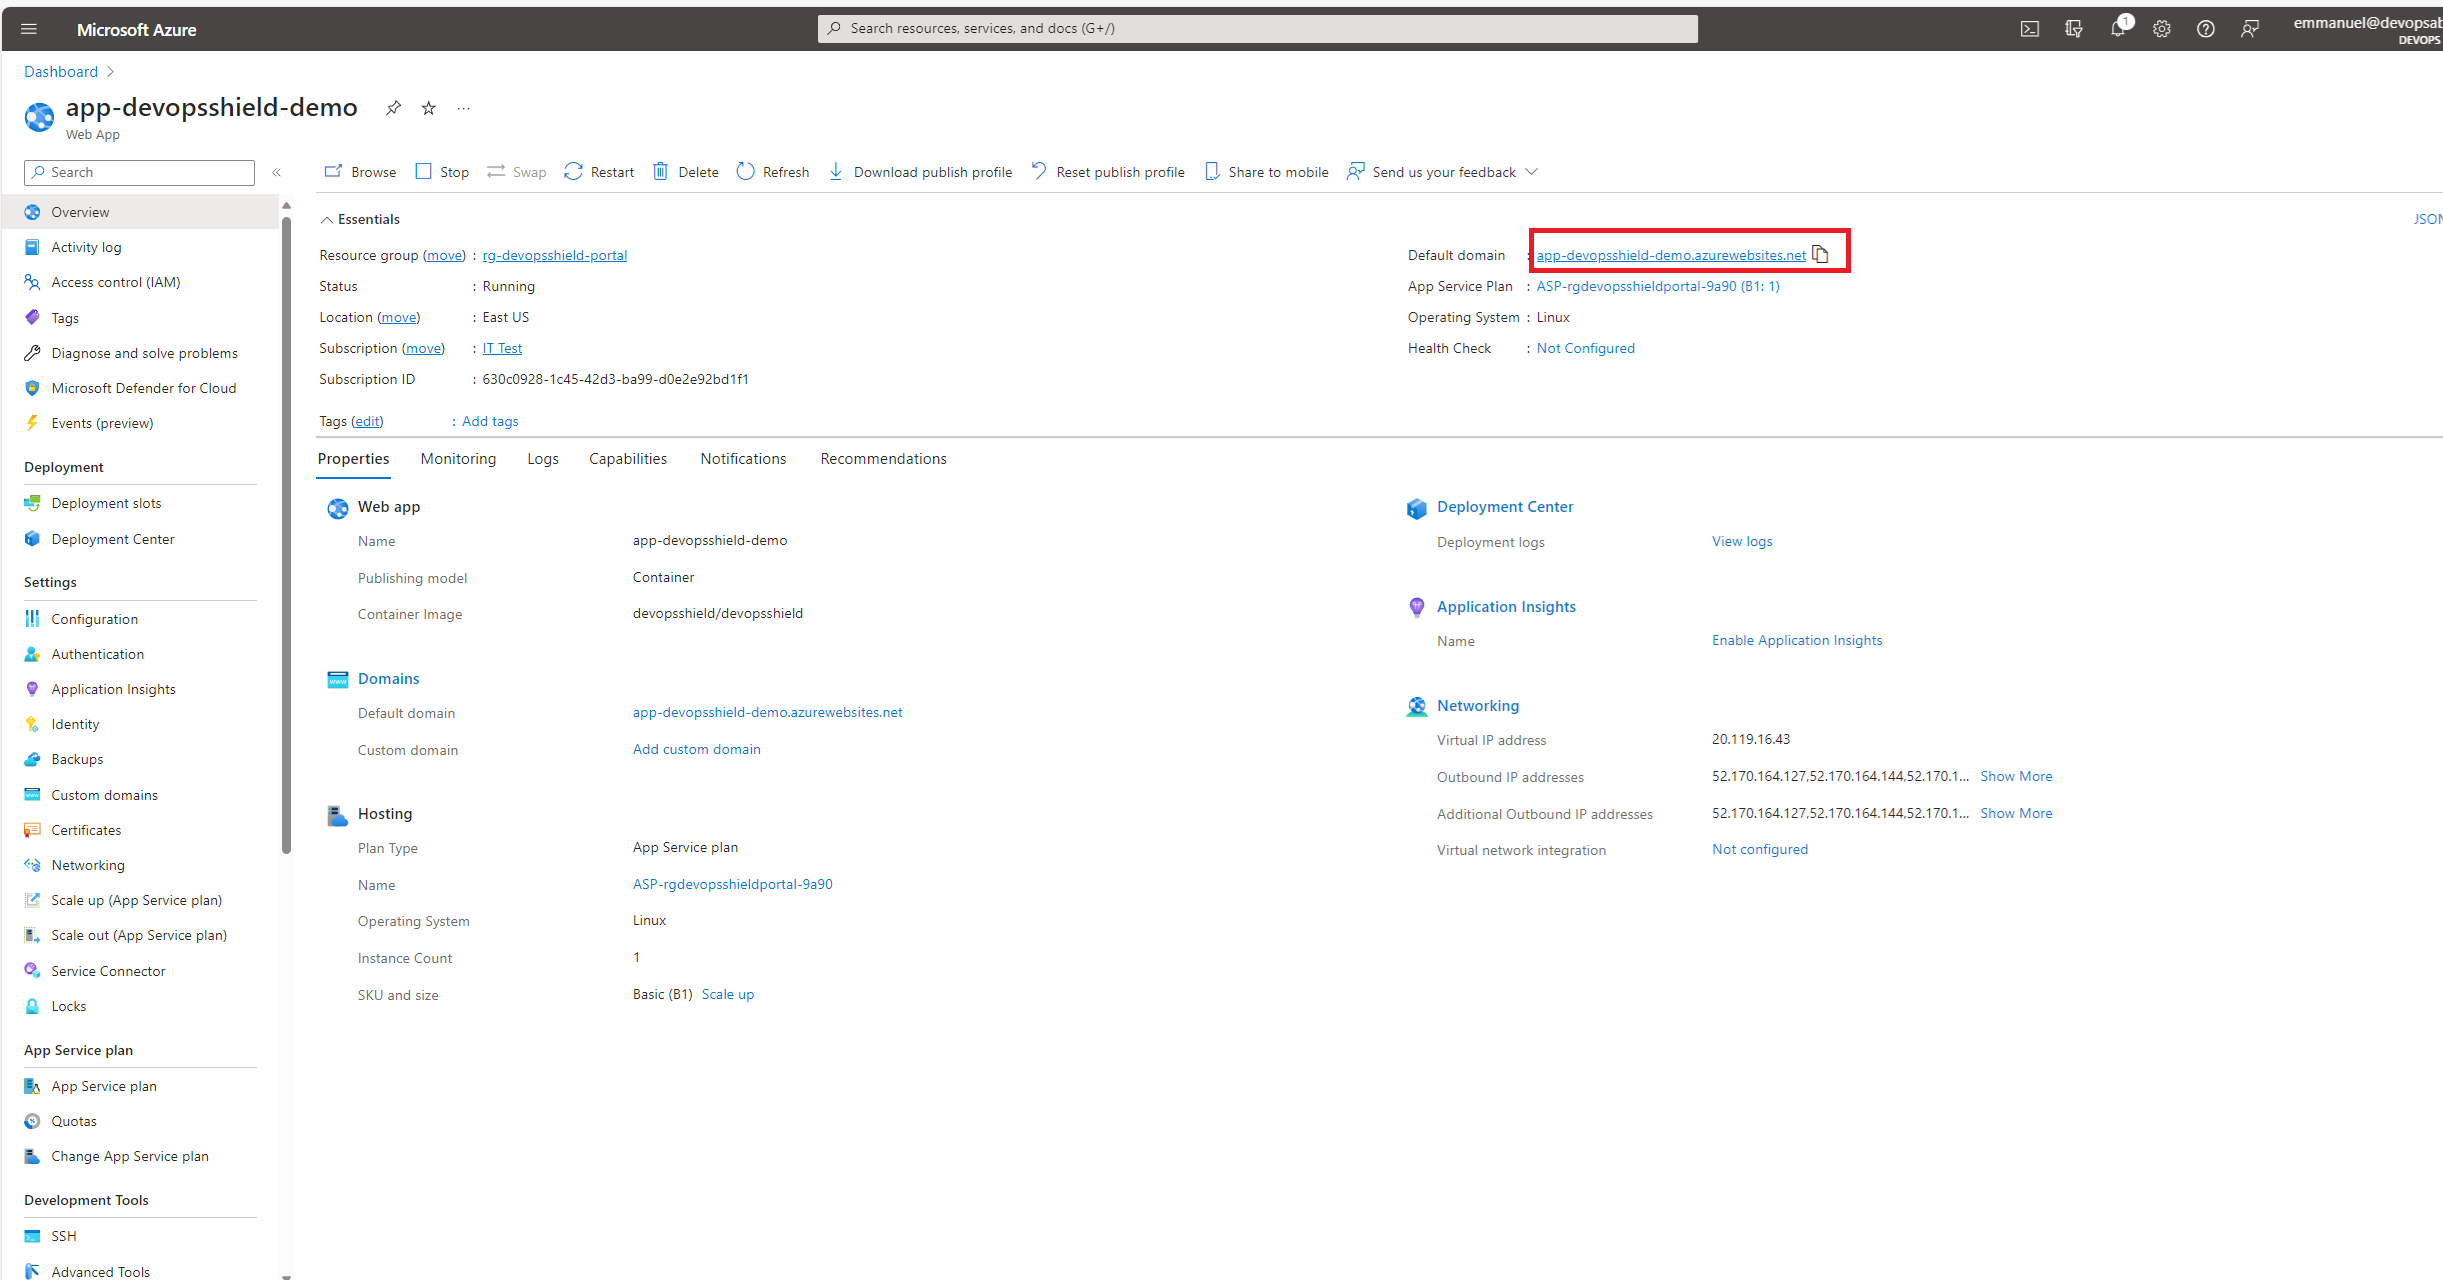 Microsoft Azure
Search resources, services, and docs (G+/)
1
emmanuel@devopsab
DEVOPS
Dashboard
app-devopsshield-demo
Web App
Search
Browse Stop Swap Restart Delete Refresh Download publish profile Reset publish profile Share to mobile Send us your feedback
Overview
Activity log
Access control (IAM)
Tags
Diagnose and solve problems
Microsoft Defender for Cloud
Events (preview)
Deployment
Deployment slots
Deployment Center
Settings
Configuration
Authentication
Application Insights
Identity
Backups
Custom domains
Certificates
Networking
Scale up (App Service plan)
Scale out (App Service plan)
Service Connector
Locks
App Service plan
App Service plan
Quotas
Change App Service plan
Development Tools
SSH
Advanced Tools
Essentials
JSON
Resource group (move) : rg-devopsshield-portal
Status : Running
Location (move) : East US
Subscription (move) : IT Test
Subscription ID : 630c0928-1c45-42d3-ba99-d0e2e92bd1f1
Tags (edit) : Add tags
Default domain : app-devopsshield-demo.azurewebsites.net
App Service Plan : ASP-rgdevopsshieldportal-9a90 (B1: 1)
Operating System : Linux
Health Check : Not Configured
Properties Monitoring Logs Capabilities Notifications Recommendations
Web app
Name app-devopsshield-demo
Publishing model Container
Container Image devopsshield/devopsshield
Domains
Default domain app-devopsshield-demo.azurewebsites.net
Custom domain Add custom domain
Hosting
Plan Type App Service plan
Name ASP-rgdevopsshieldportal-9a90
Operating System Linux
Instance Count 1
SKU and size Basic (B1) Scale up
Deployment Center
Deployment logs View logs
Application Insights
Name Enable Application Insights
Networking
Virtual IP address 20.119.16.43
Outbound IP addresses 52.170.164.127,52.170.164.144,52.170.1... Show More
Additional Outbound IP addresses 52.170.164.127,52.170.164.144,52.170.1... Show More
Virtual network integration Not configured